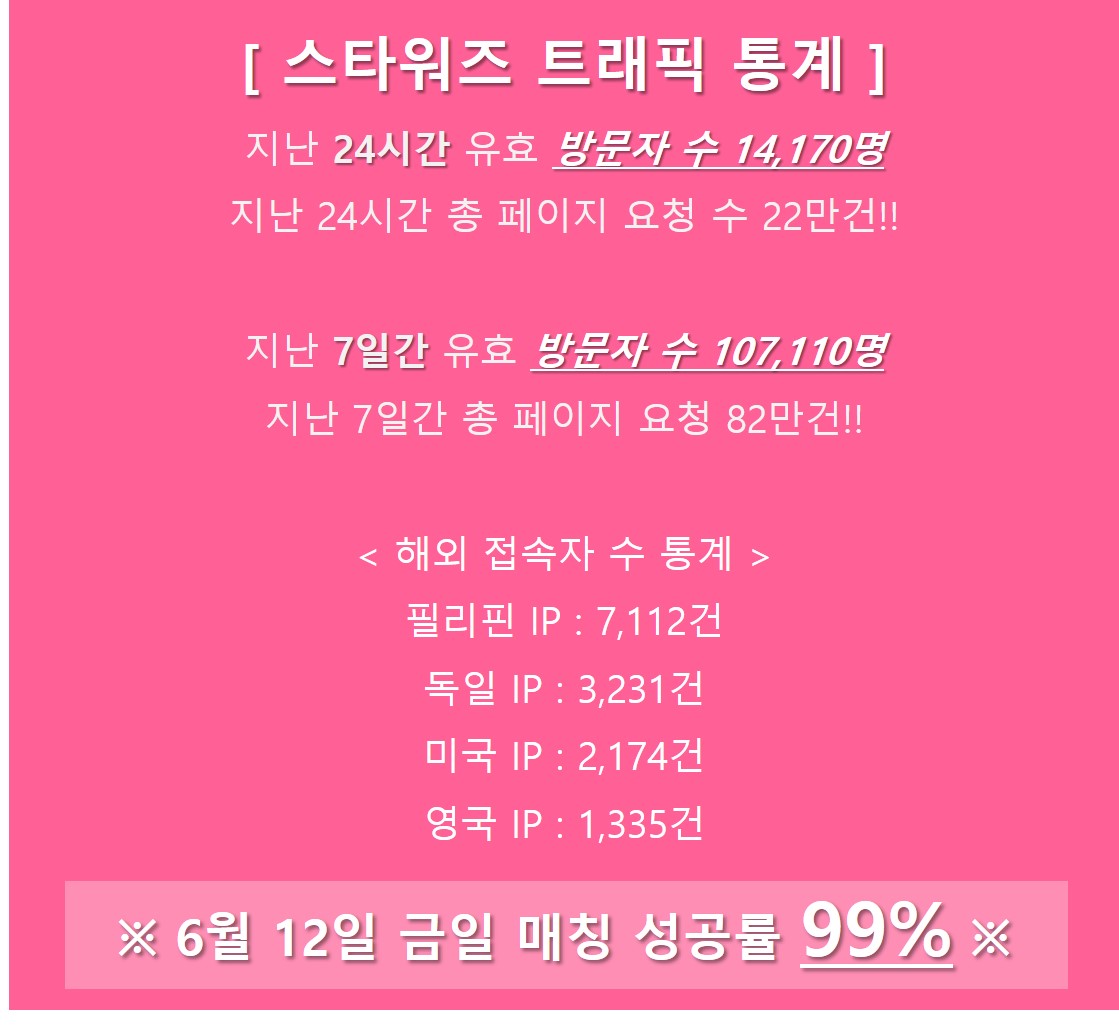 [ 스타워즈 트래픽 통계 ]
지난 24시간 유효 방문자 수 14,170명
지난 24시간 총 페이지 요청 수 22만건!!
지난 7일간 유효 방문자 수 107,110명
지난 7일간 총 페이지 요청 82만건!!
< 해외 접속자 수 통계 >
필리핀 IP : 7,112건
독일 IP : 3,231건
미국 IP : 2,174건
영국 IP : 1,335건
※ 6월 12일 금일 매칭 성공률 99% ※